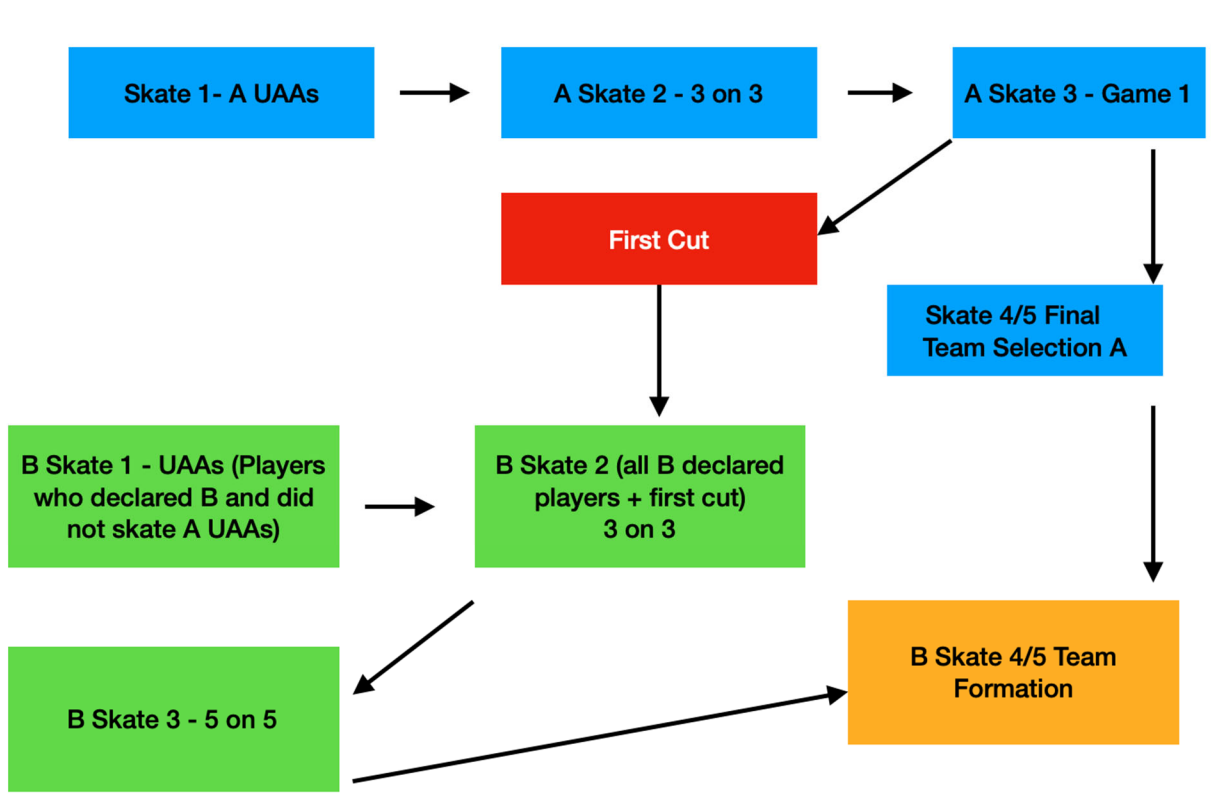 Skate 1- A UAAs
A Skate 2 - 3 on 3
A Skate 3 - Game 1
First Cut
Skate 4/5 Final
Team Selection A
B Skate 1 - UAAs (Players
who declared B and did
not skate A UAAs)
B Skate 2 (all B declared
players + first cut)
3 on 3
B Skate 3 - 5 on 5
B Skate 4/5 Team
Formation